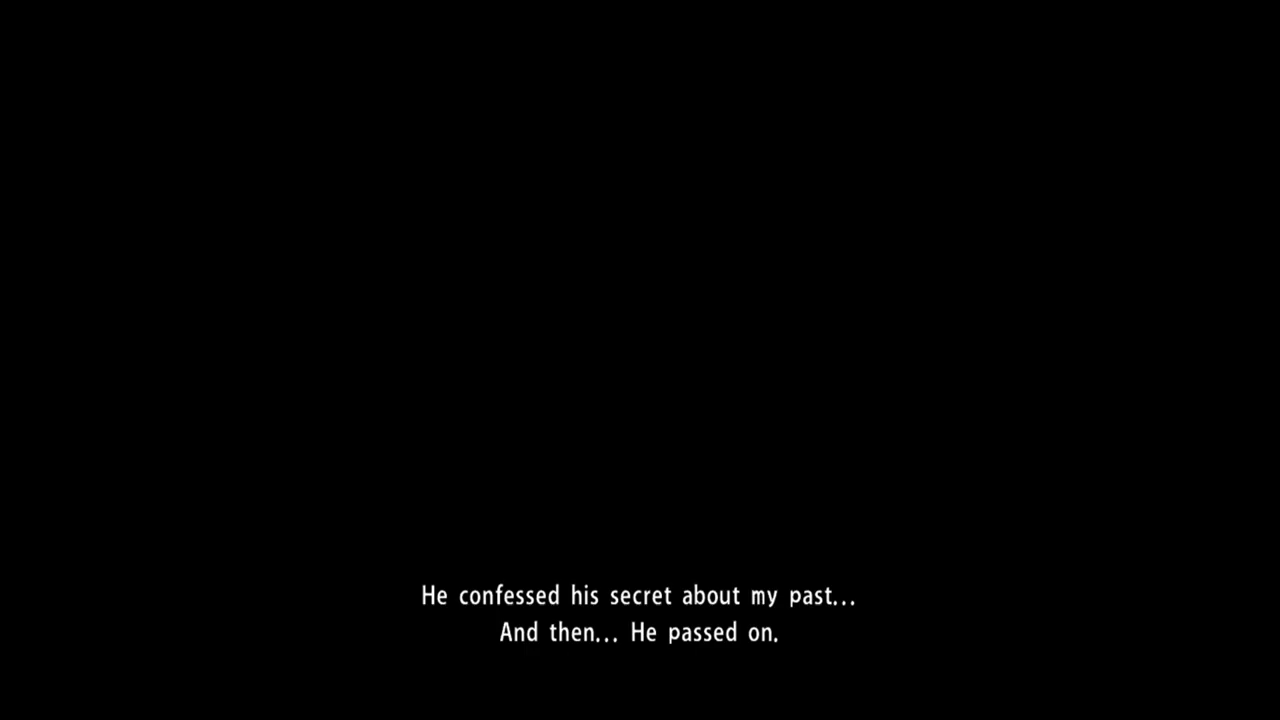 He confessed his secret about my past...
And then... He passed on.